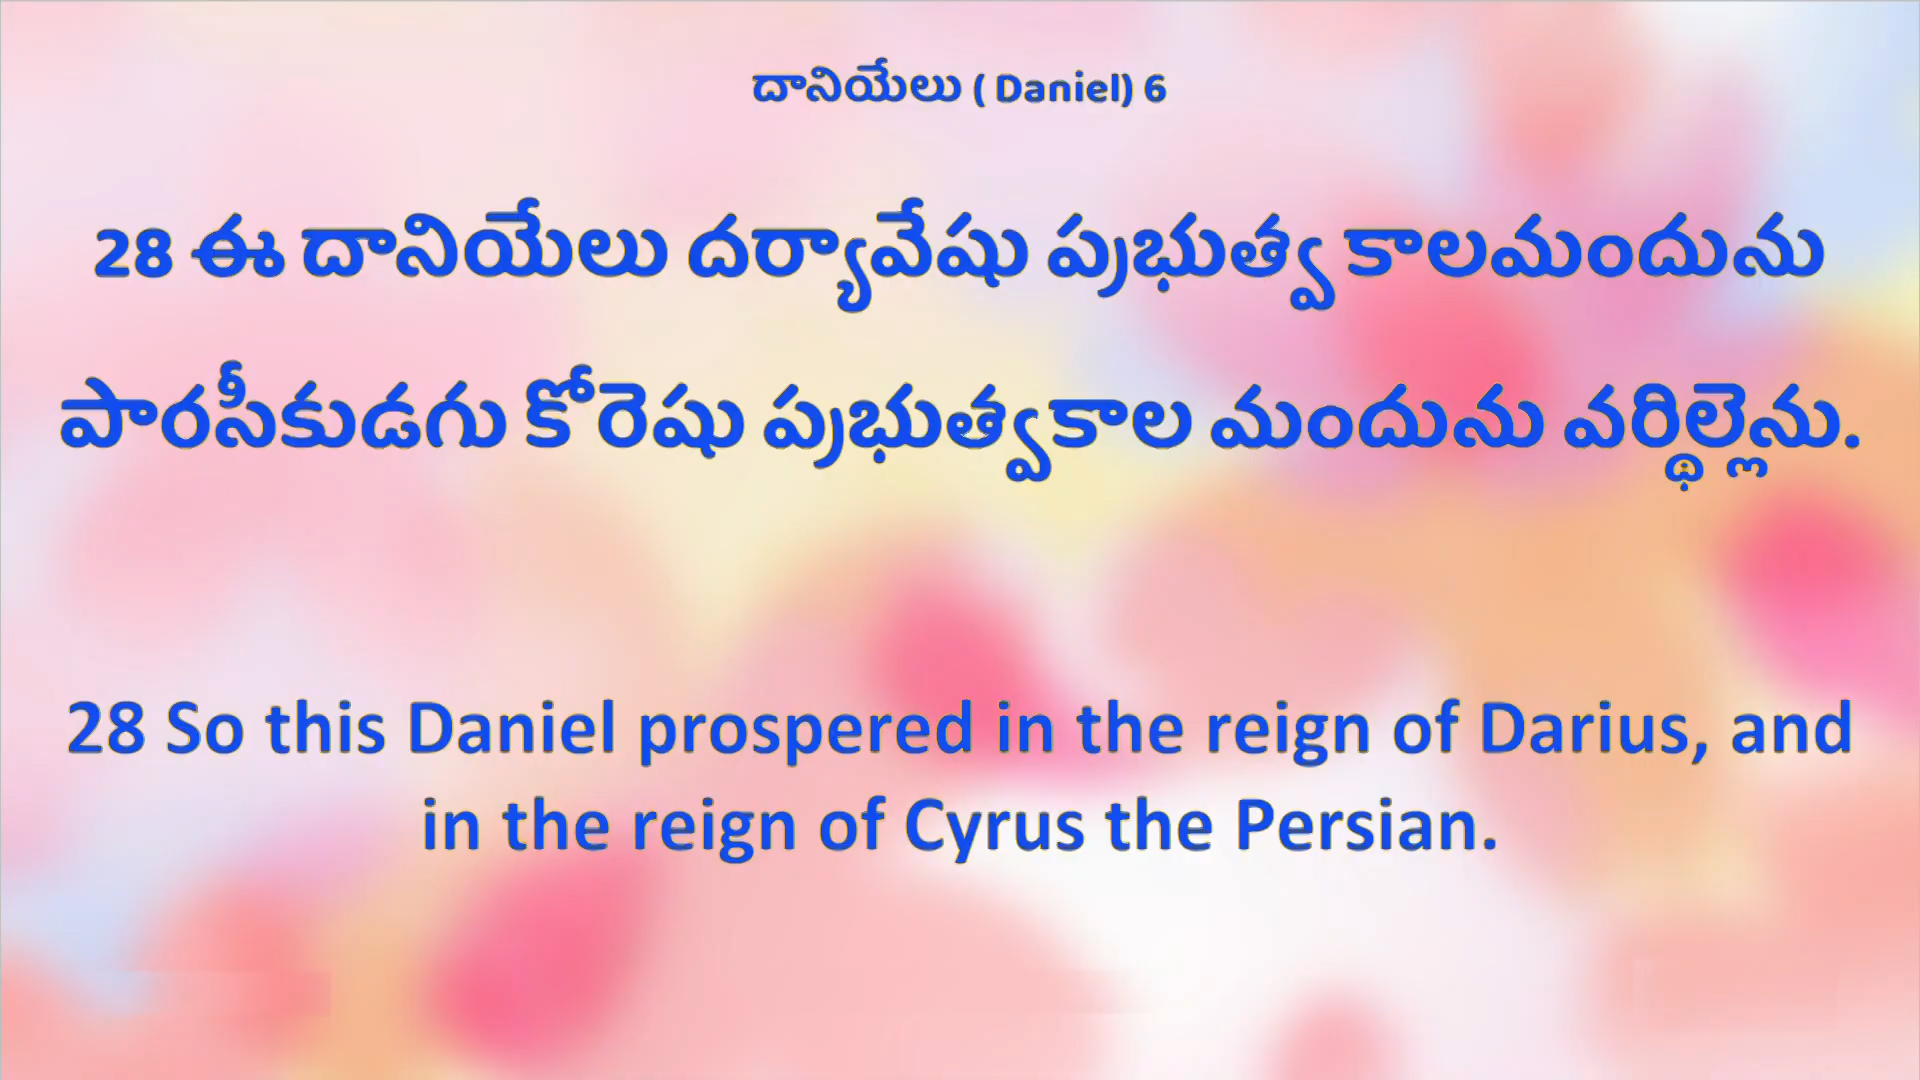 దానియేలు ( Daniel) 6
28 ఈ దానియేలు దర్యావేషు ప్రభుత్వ కాలమందును
పారసీకుడగు కోరెషు ప్రభుత్వకాల మందును వర్థిల్లెను.
28 So this Daniel prospered in the reign of Darius, and
in the reign of Cyrus the Persian.